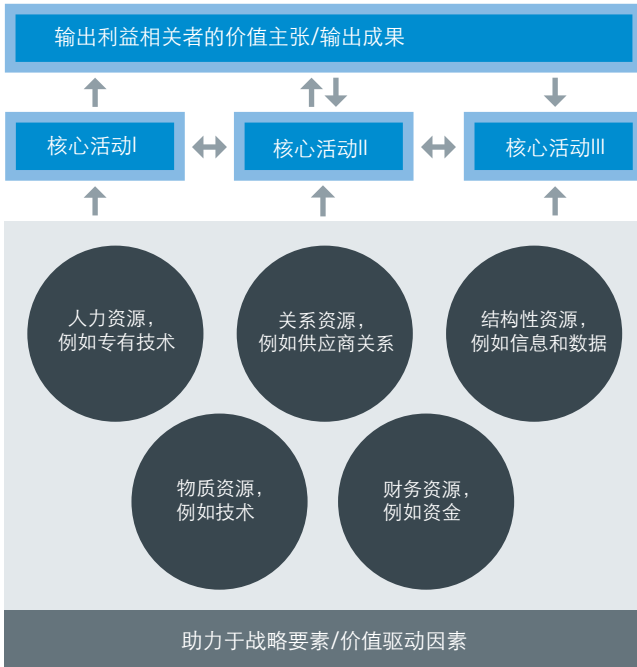 输出利益相关者的价值主张/输出成果
核心活动I
核心活动II
核心活动III
人力资源，
例如专有技术
关系资源，
例如供应商关系
结构性资源，
例如信息和数据
物质资源，
例如技术
财务资源，
例如资金
助力于战略要素/价值驱动因素